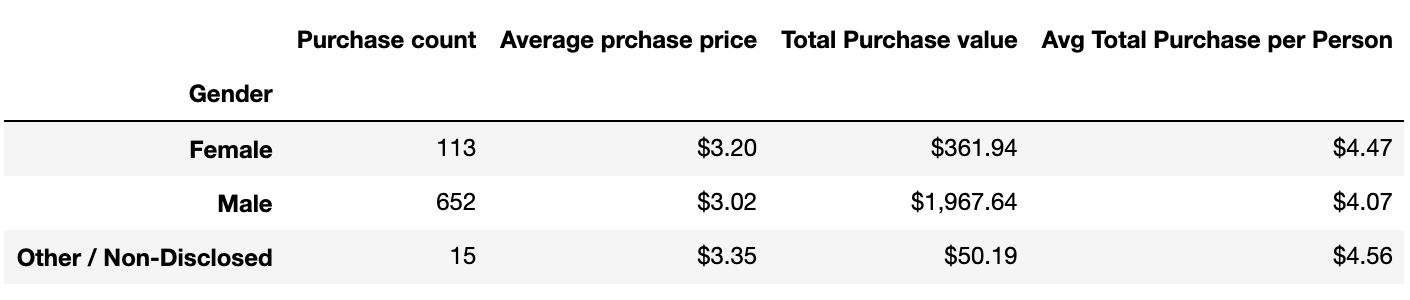 Purchase count Average prchase price Total Purchase value Avg Total Purchase per Person
Gender
Female 113 $3.20 $361.94 $4.47
Male 652 $3.02 $1,967.64 $4.07
Other / Non-Disclosed 15 $3.35 $50.19 $4.56